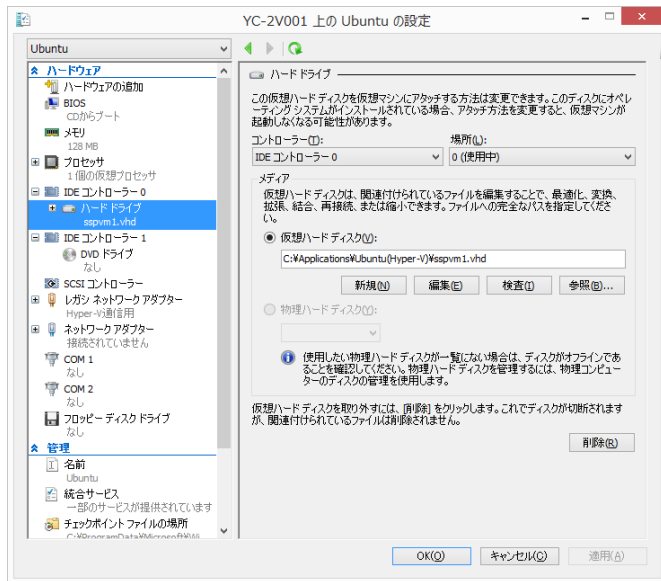 YC-2V001 上の Ubuntu の設定
Ubuntu
ハードウェア
ハードウェアの追加
BIOS
CDからブート
メモリ
128 MB
プロセッサ
1 個の仮想プロセッサ
IDE コントローラー 0
ハード ドライブ
sspvm1.vhd
IDE コントローラー 1
DVD ドライブ
なし
SCSI コントローラー
レガシ ネットワーク アダプター
Hyper-V通信用
ネットワーク アダプター
接続されていません
COM 1
なし
COM 2
なし
フロッピー ディスク ドライブ
なし
管理
名前
Ubuntu
統合サービス
一部のサービスが提供されています
チェックポイント ファイルの場所
C:¥ProgramData¥Microsoft¥Wi...
ハード ドライブ
この仮想ハード ディスクを仮想マシンにアタッチする方法は変更できます。このディスクにオペレ
ーティング システムがインストールされている場合、アタッチ方法を変更すると、仮想マシンが
起動しなくなる可能性があります。
コントローラー(T):
場所(L):
IDE コントローラー 0
0 (使用中)
メディア
仮想ハード ディスクは、関連付けられているファイルを編集することで、最適化、変換、
拡張、結合、再接続、または縮小できます。ファイルへの完全なパスを指定してくださ
い。
仮想ハード ディスク(V):
C:¥Applications¥Ubuntu(Hyper-V)¥sspvm1.vhd
新規(N)
編集(E)
検査(I)
参照(B)...
物理ハード ディスク(Y):
使用したい物理ハード ディスクが一覧にない場合は、ディスクがオフラインであ
ることを確認してください。物理ハード ディスクを管理するには、物理コンピュー
ターのディスクの管理を使用します。
仮想ハード ディスクを取り外すには、[削除] をクリックします。これでディスクが切断されます
が、関連付けられているファイルは削除されません。
削除(R)
OK(O)
キャンセル(C)
適用(A)